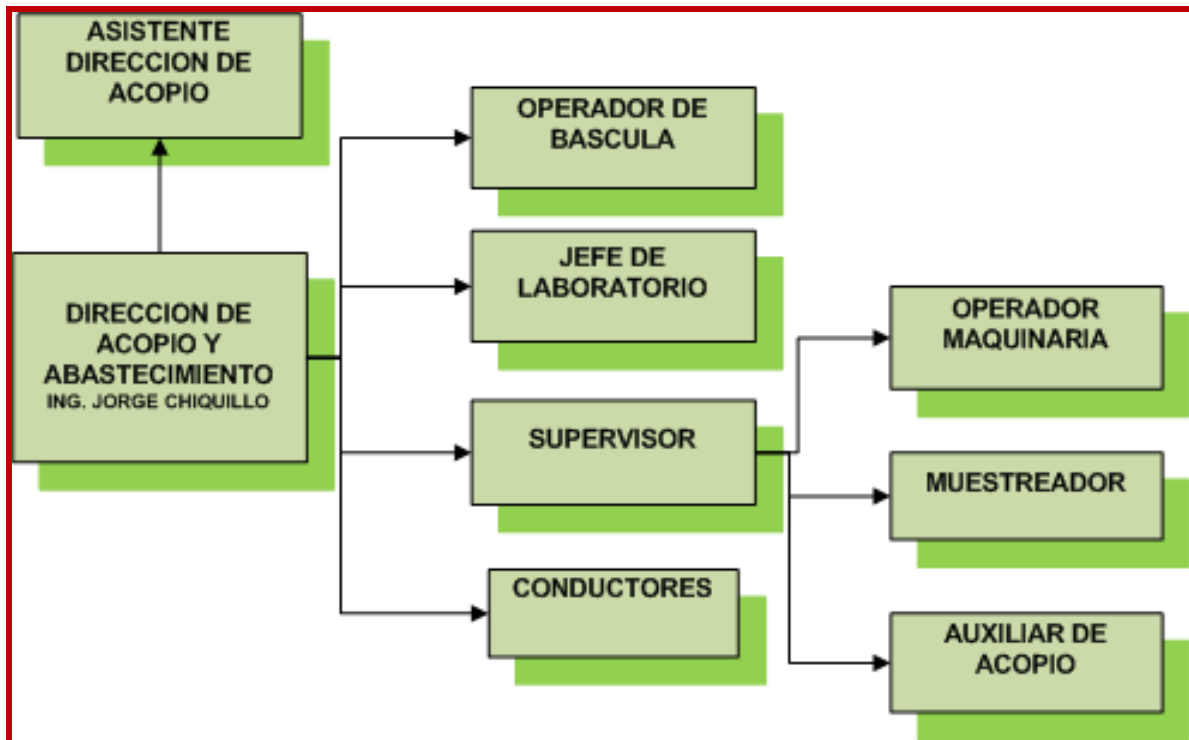 ASISTENTE
DIRECCION DE
ACOPIO
DIRECCION DE
ACOPIO Y
ABASTECIMIENTO
ING. JORGE CHIQUILLO
OPERADOR DE
BASCULA
JEFE DE
LABORATORIO
SUPERVISOR
CONDUCTORES
OPERADOR
MAQUINARIA
MUESTREADOR
AUXILIAR DE
ACOPIO